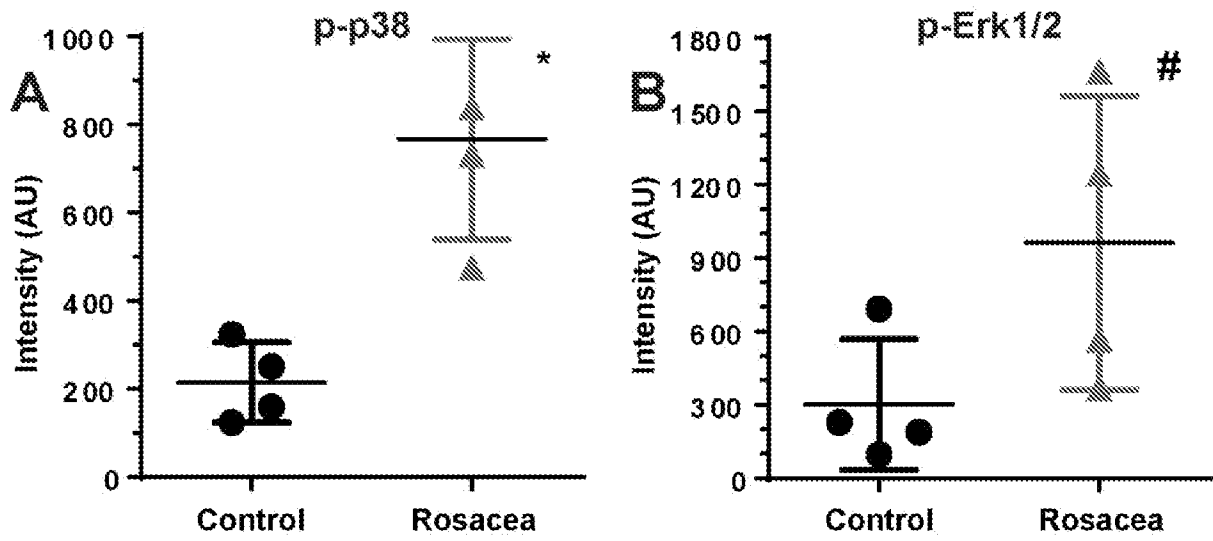 A
p-p38
*
Intensity (AU)
1000
800
600
400
200
0
Control Rosacea
B
p-Erk1/2
#
Intensity (AU)
1800
1500
1200
900
600
300
0
Control Rosacea